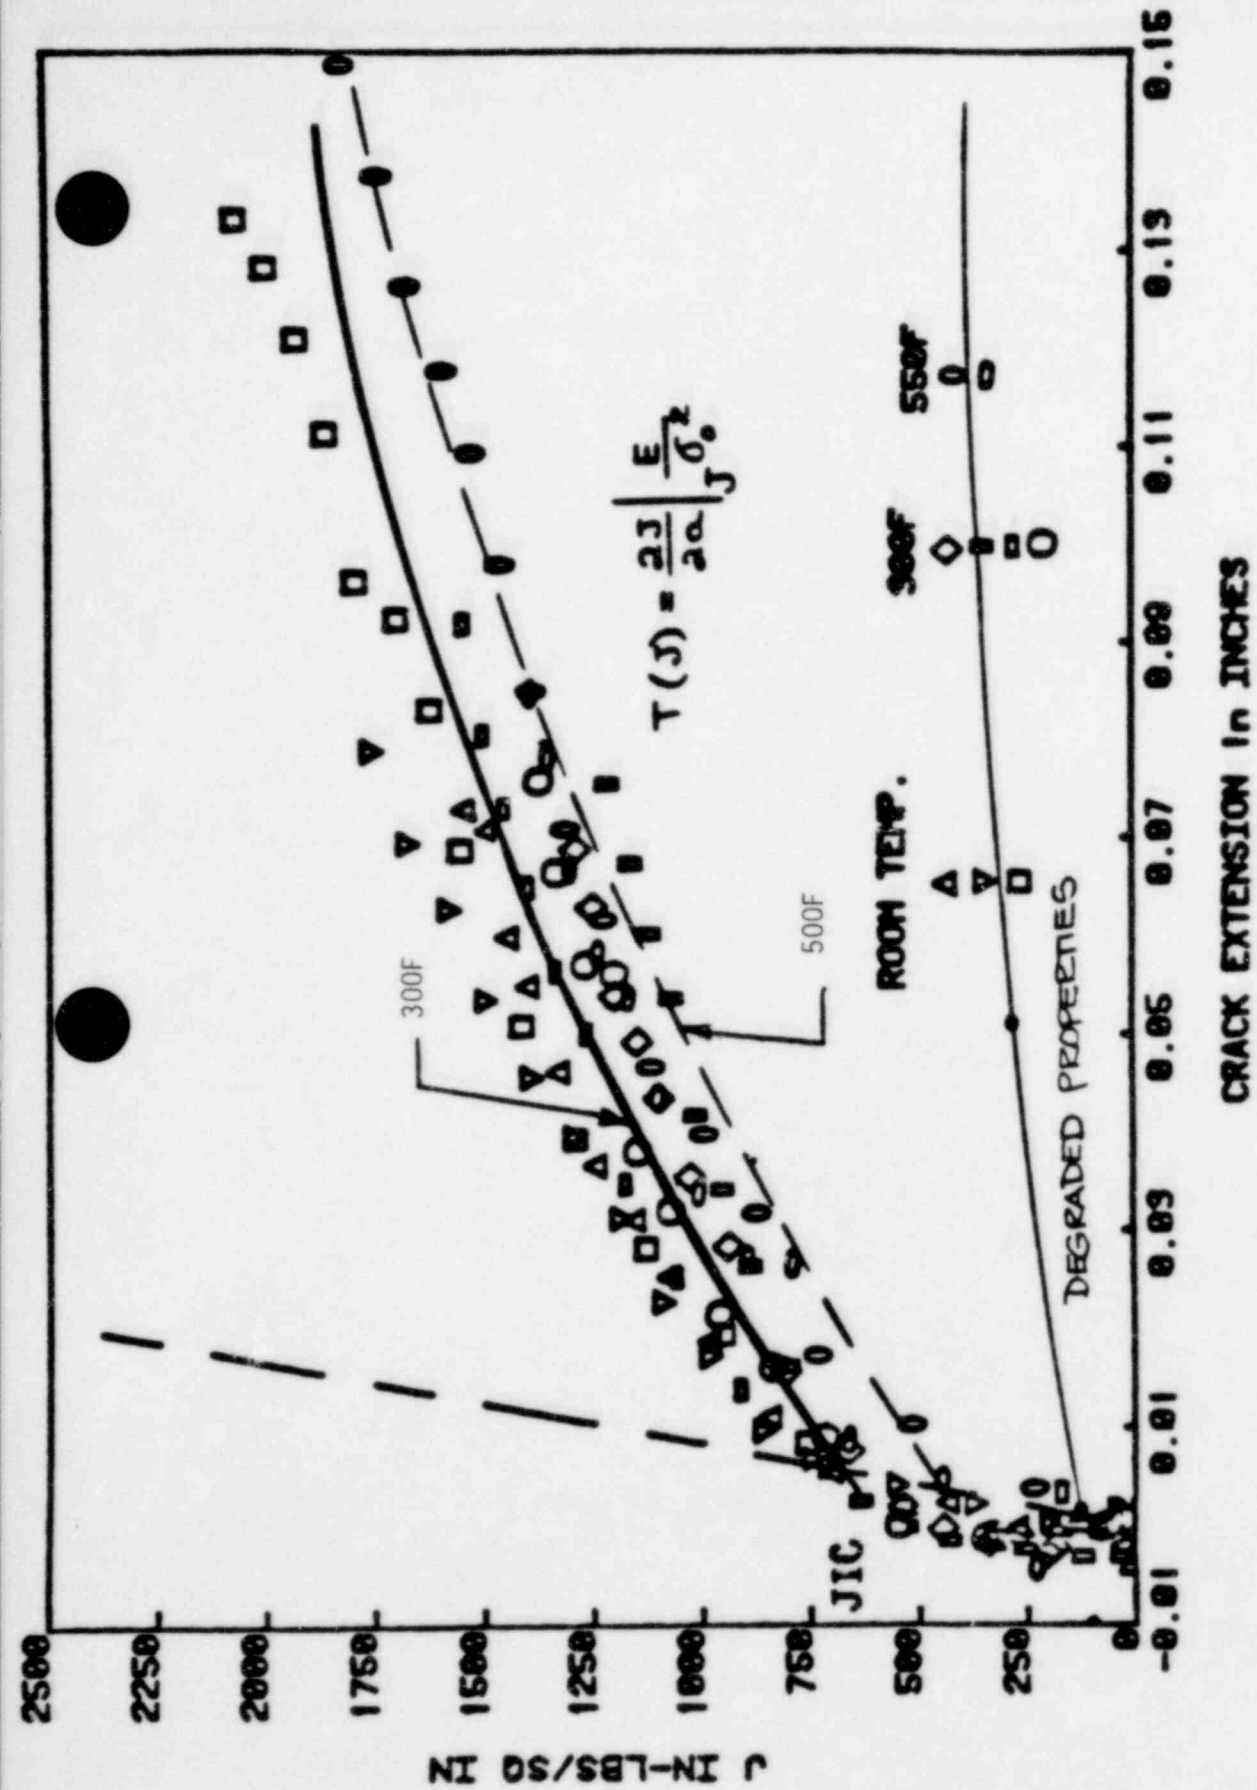 J IN-LBS/SQ IN
2500
2250
2000
1750
1500
1250
1000
750
500
250
0
300F
500F
T(J) = ∂J/∂a |J E/σ₀²
JIC
ROOM TEMP.
300F
550F
DEGRADED PROPERTIES
-0.01
0.01
0.03
0.05
0.07
0.09
0.11
0.13
0.15
CRACK EXTENSION in INCHES